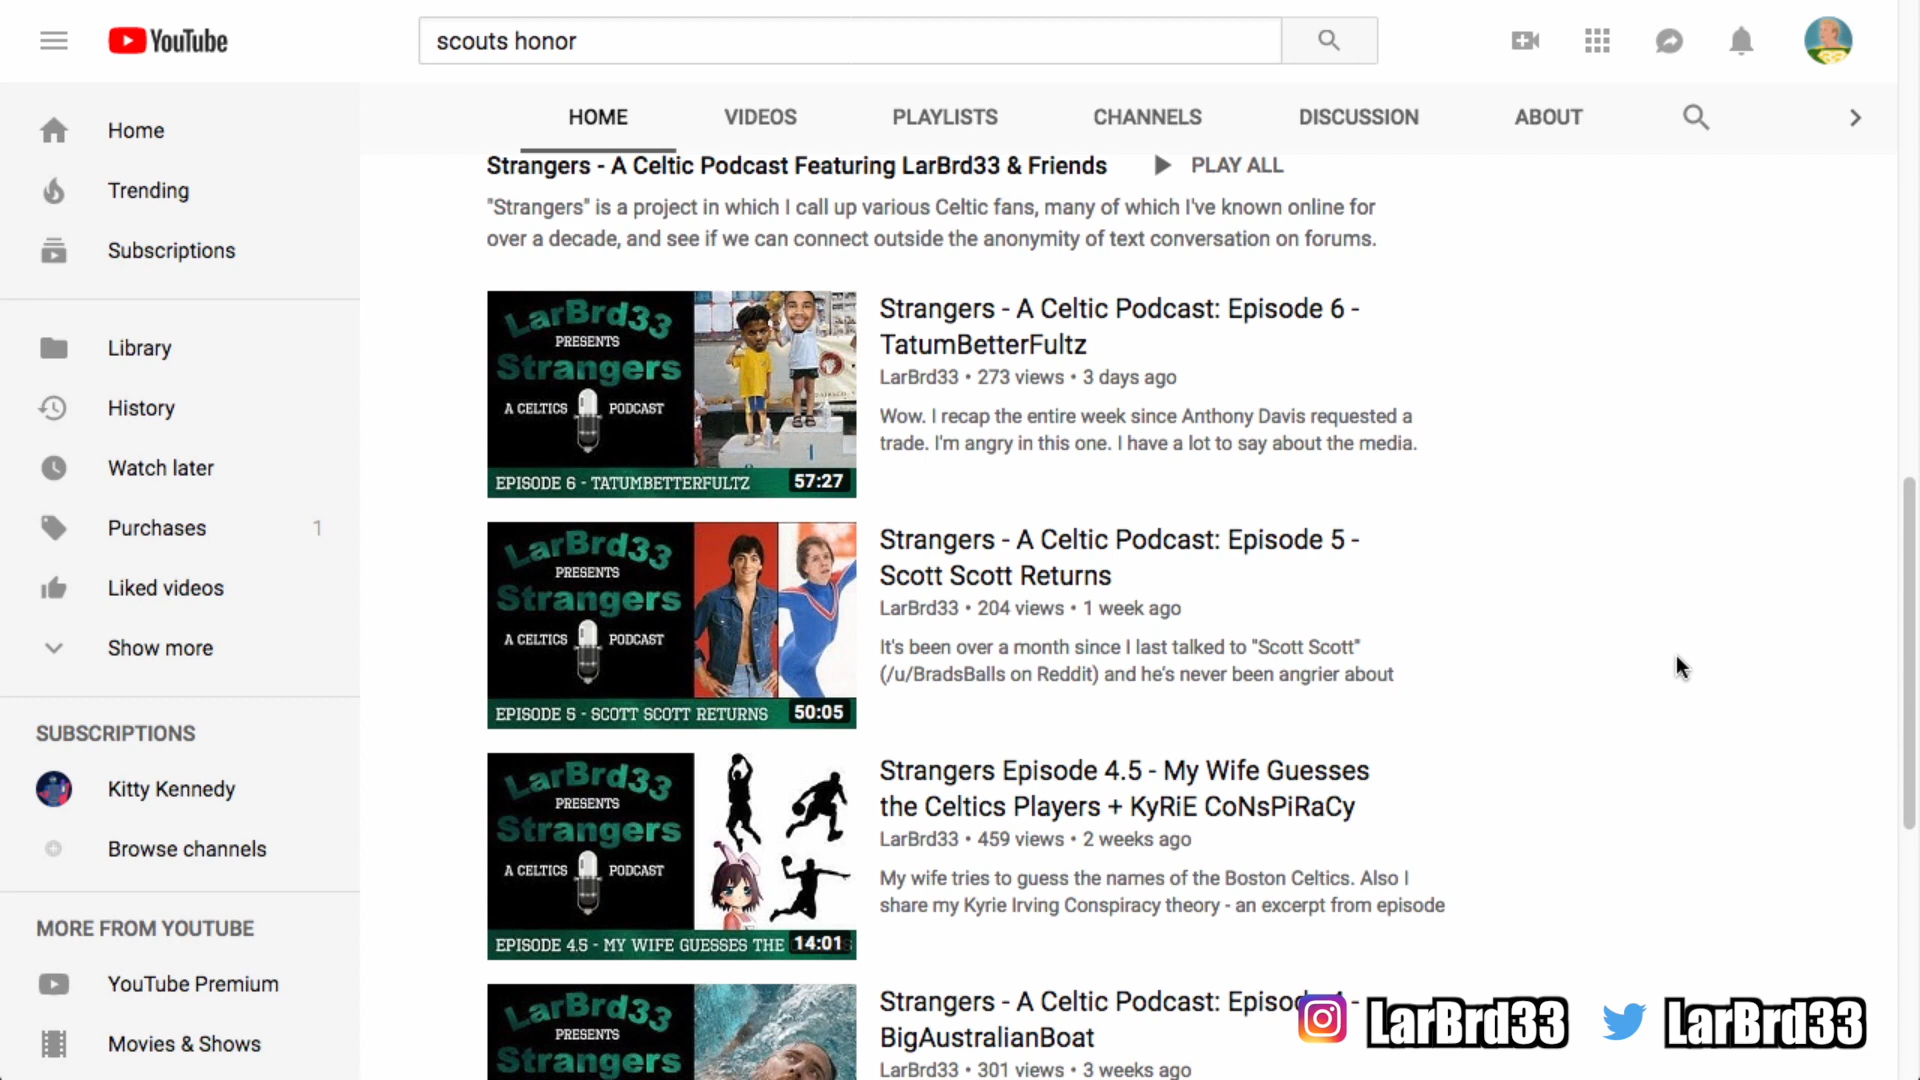 YouTube
scouts honor
HOME VIDEOS PLAYLISTS CHANNELS DISCUSSION ABOUT
Home
Trending
Subscriptions
Library
History
Watch later
Purchases 1
Liked videos
Show more
SUBSCRIPTIONS
Kitty Kennedy
Browse channels
MORE FROM YOUTUBE
YouTube Premium
Movies & Shows
Strangers - A Celtic Podcast Featuring LarBrd33 & Friends PLAY ALL
"Strangers" is a project in which I call up various Celtic fans, many of which I've known online for
over a decade, and see if we can connect outside the anonymity of text conversation on forums.
LarBrd33
PRESENTS
Strangers
A CELTICS PODCAST
EPISODE 6 - TATUMBETTERFULTZ 57:27
Strangers - A Celtic Podcast: Episode 6 -
TatumBetterFultz
LarBrd33 • 273 views • 3 days ago
Wow. I recap the entire week since Anthony Davis requested a
trade. I'm angry in this one. I have a lot to say about the media.
LarBrd33
PRESENTS
Strangers
A CELTICS PODCAST
EPISODE 5 - SCOTT SCOTT RETURNS 50:05
Strangers - A Celtic Podcast: Episode 5 -
Scott Scott Returns
LarBrd33 • 204 views • 1 week ago
It's been over a month since I last talked to "Scott Scott"
(/u/BradsBalls on Reddit) and he's never been angrier about
LarBrd33
PRESENTS
Strangers
A CELTICS PODCAST
EPISODE 4.5 - MY WIFE GUESSES THE 14:01
Strangers Episode 4.5 - My Wife Guesses
the Celtics Players + KyRiE CoNsPiRaCy
LarBrd33 • 459 views • 2 weeks ago
My wife tries to guess the names of the Boston Celtics. Also I
share my Kyrie Irving Conspiracy theory - an excerpt from episode
LarBrd33
PRESENTS
Strangers
Strangers - A Celtic Podcast: Episode 4 -
BigAustralianBoat
LarBrd33 • 301 views • 3 weeks ago
LarBrd33 LarBrd33